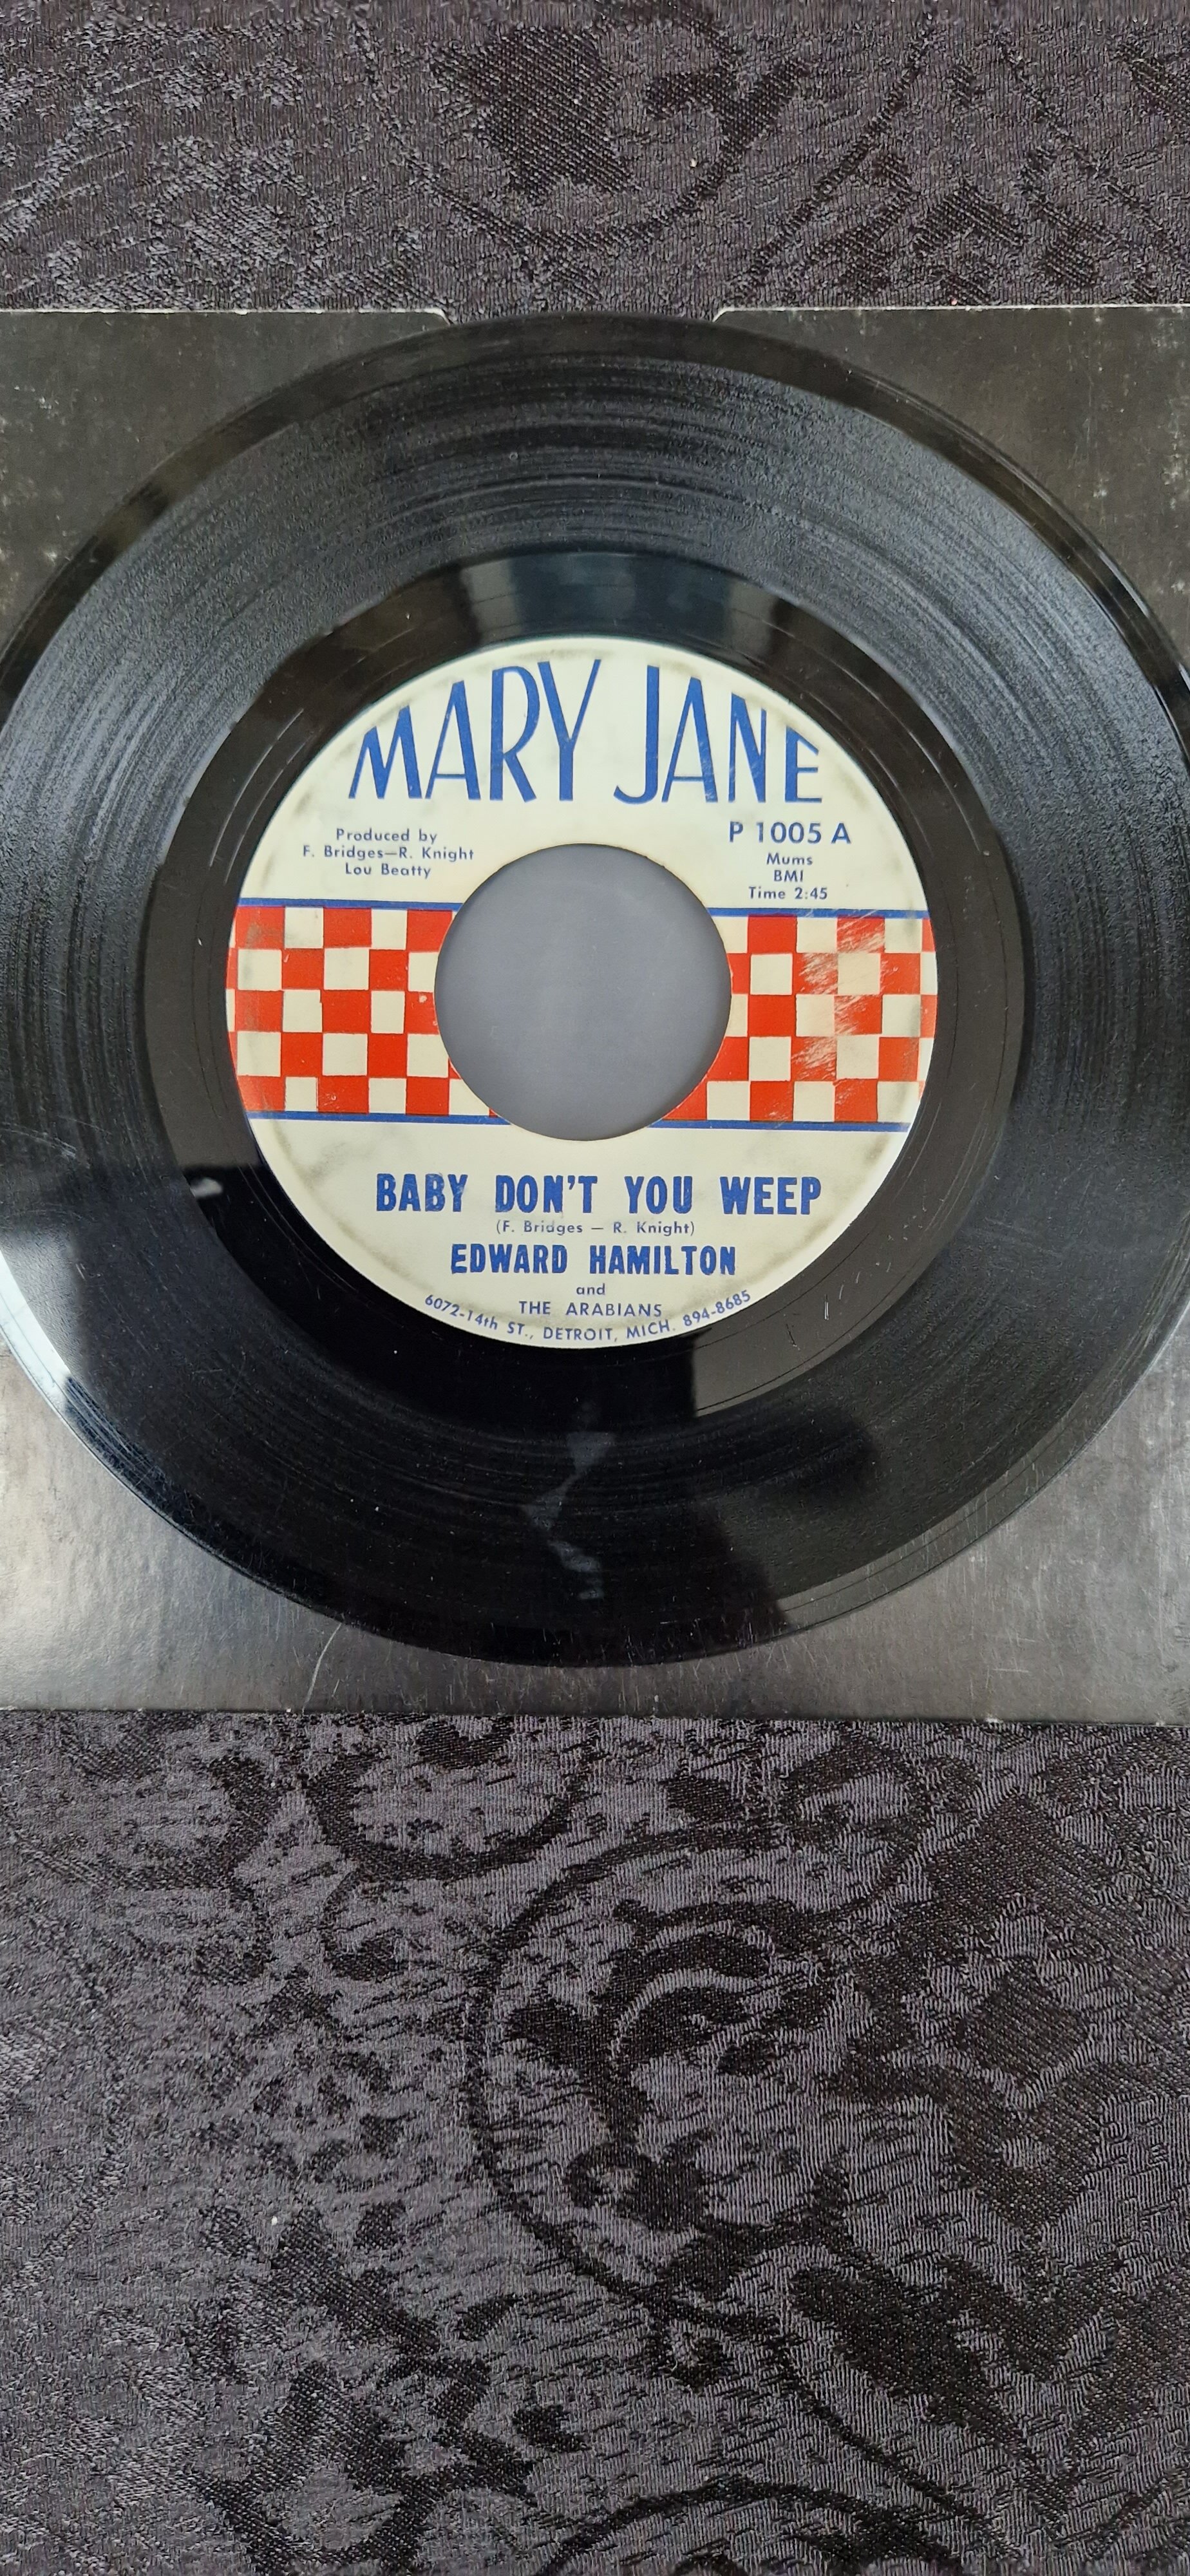 MARY JANE
Produced by
F. Bridges—R. Knight
Lou Beatty
P 1005 A
Mums
BMI
Time 2:45
BABY DON'T YOU WEEP
(F. Bridges — R. Knight)
EDWARD HAMILTON
and
THE ARABIANS
6072-14th ST., DETROIT, MICH. 894-8685